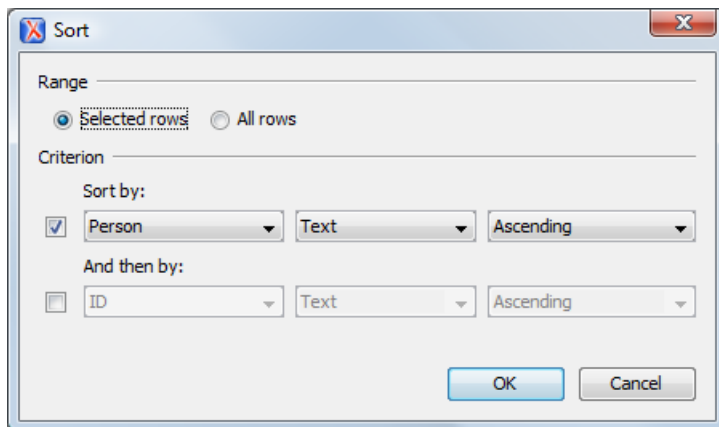 Sort
Range
Selected rows All rows
Criterion
Sort by:
Person Text Ascending
And then by:
ID Text Ascending
OK Cancel